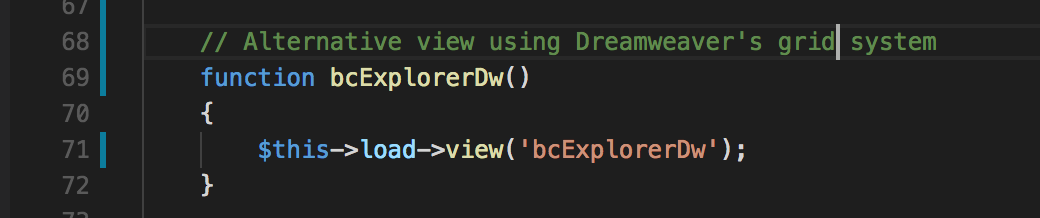 67
68 // Alternative view using Dreamweaver's grid system
69 function bcExplorerDw()
70 {
71 $this->load->view('bcExplorerDw');
72 }